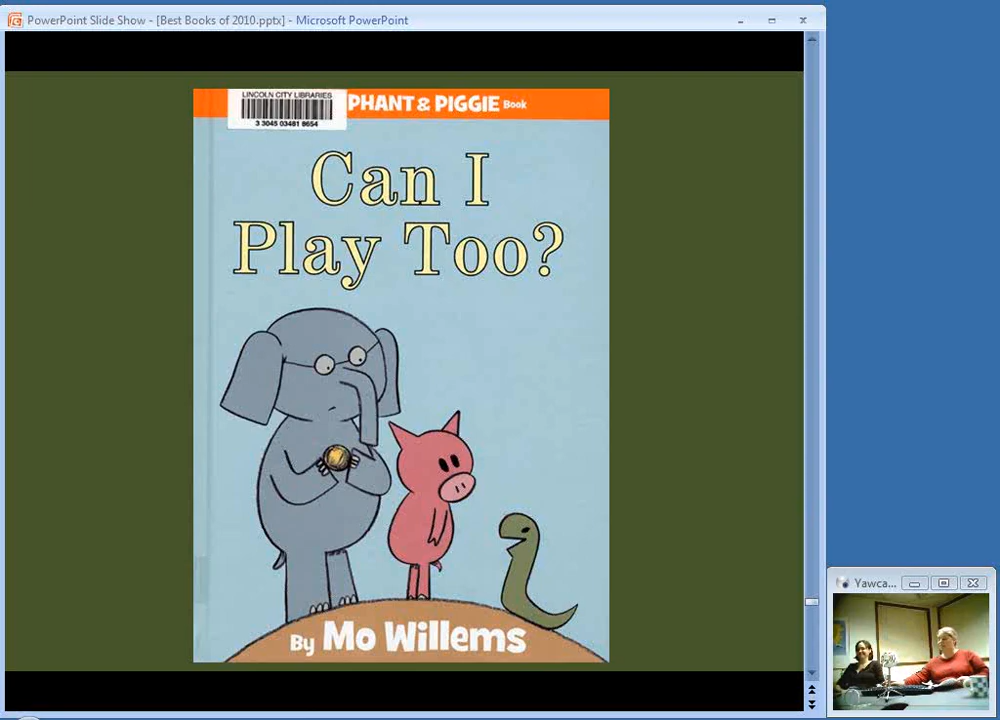 PowerPoint Slide Show - [Best Books of 2010.pptx] - Microsoft PowerPoint
LINCOLN CITY LIBRARIES
PHANT & PIGGIE Book
3 3045 03481 8654
Can I
Play Too?
By Mo Willems
Yawca...